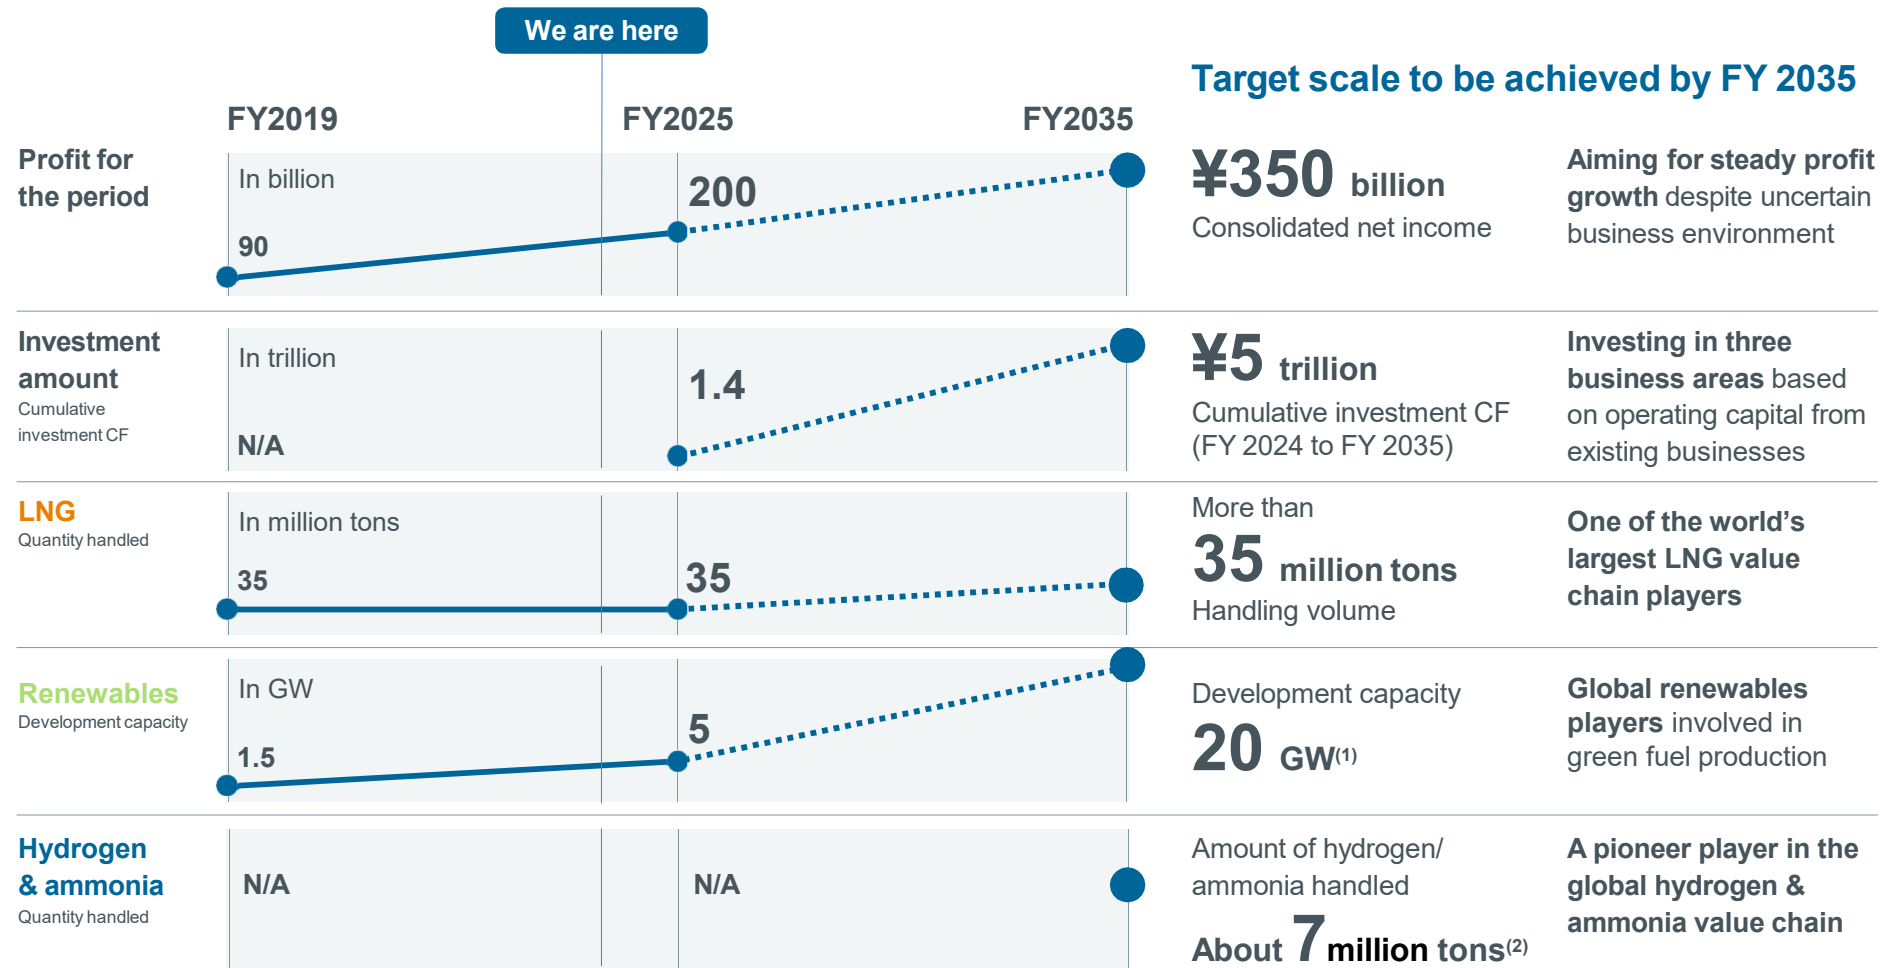 We are here
Target scale to be achieved by FY 2035
FY2019
FY2025
FY2035
Profit for
the period
In billion
90
200
¥350 billion
Consolidated net income
Aiming for steady profit
growth despite uncertain
business environment
Investment
amount
Cumulative
investment CF
In trillion
N/A
1.4
¥5 trillion
Cumulative investment CF
(FY 2024 to FY 2035)
Investing in three
business areas based
on operating capital from
existing businesses
LNG
Quantity handled
In million tons
35
35
More than
35 million tons
Handling volume
One of the world’s
largest LNG value
chain players
Renewables
Development capacity
In GW
1.5
5
Development capacity
20 GW(1)
Global renewables
players involved in
green fuel production
Hydrogen
& ammonia
Quantity handled
N/A
N/A
Amount of hydrogen/
ammonia handled
About 7 million tons(2)
A pioneer player in the
global hydrogen &
ammonia value chain